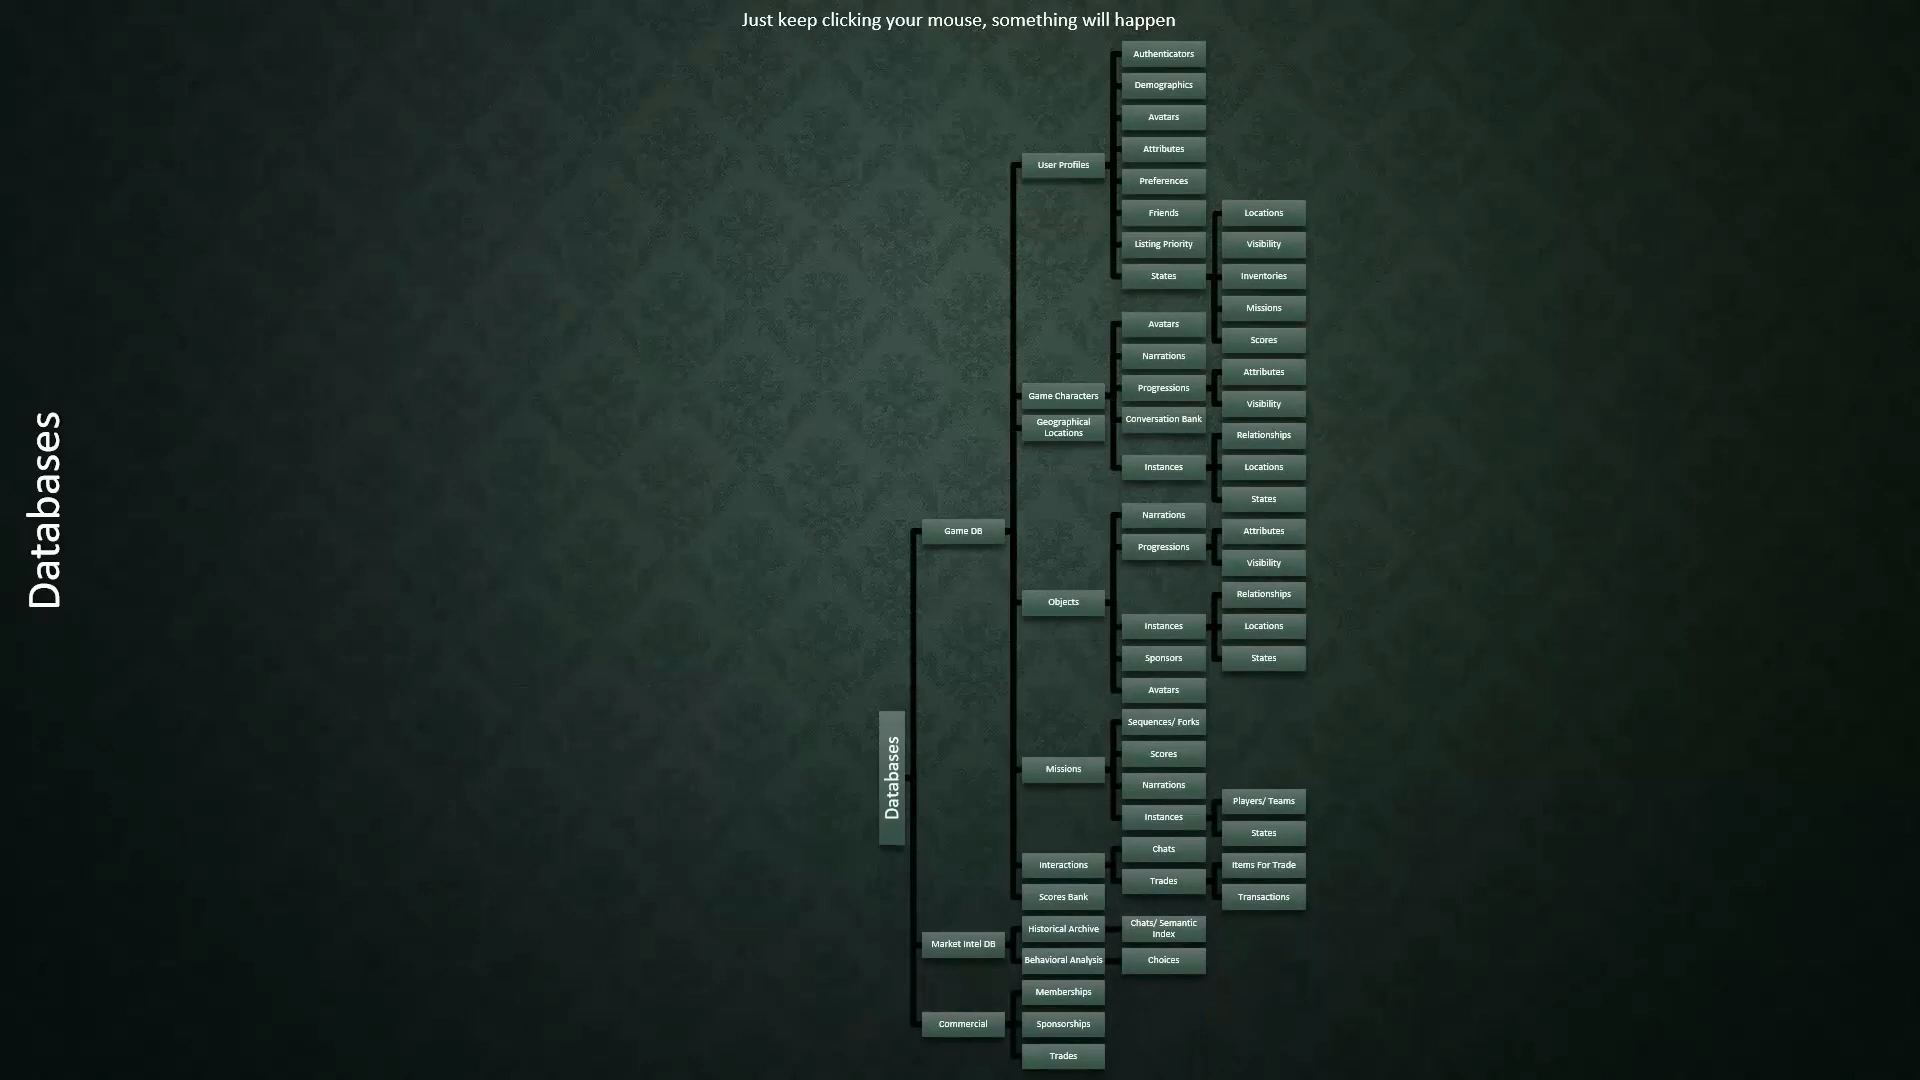 Just keep clicking your mouse, something will happen
Databases
Databases
Game DB
User Profiles
Authenticators
Demographics
Avatars
Attributes
Preferences
Friends
Listing Priority
States
Locations
Visibility
Inventories
Missions
Scores
Game Characters
Avatars
Narrations
Progressions
Attributes
Visibility
Conversation Bank
Instances
Relationships
Locations
States
Geographical
Locations
Objects
Narrations
Progressions
Attributes
Visibility
Instances
Relationships
Locations
States
Sponsors
Avatars
Missions
Sequences/ Forks
Scores
Narrations
Instances
Players/ Teams
States
Interactions
Chats
Trades
Items For Trade
Transactions
Scores Bank
Market Intel DB
Historical Archive
Chats/ Semantic
Index
Behavioral Analysis
Choices
Commercial
Memberships
Sponsorships
Trades